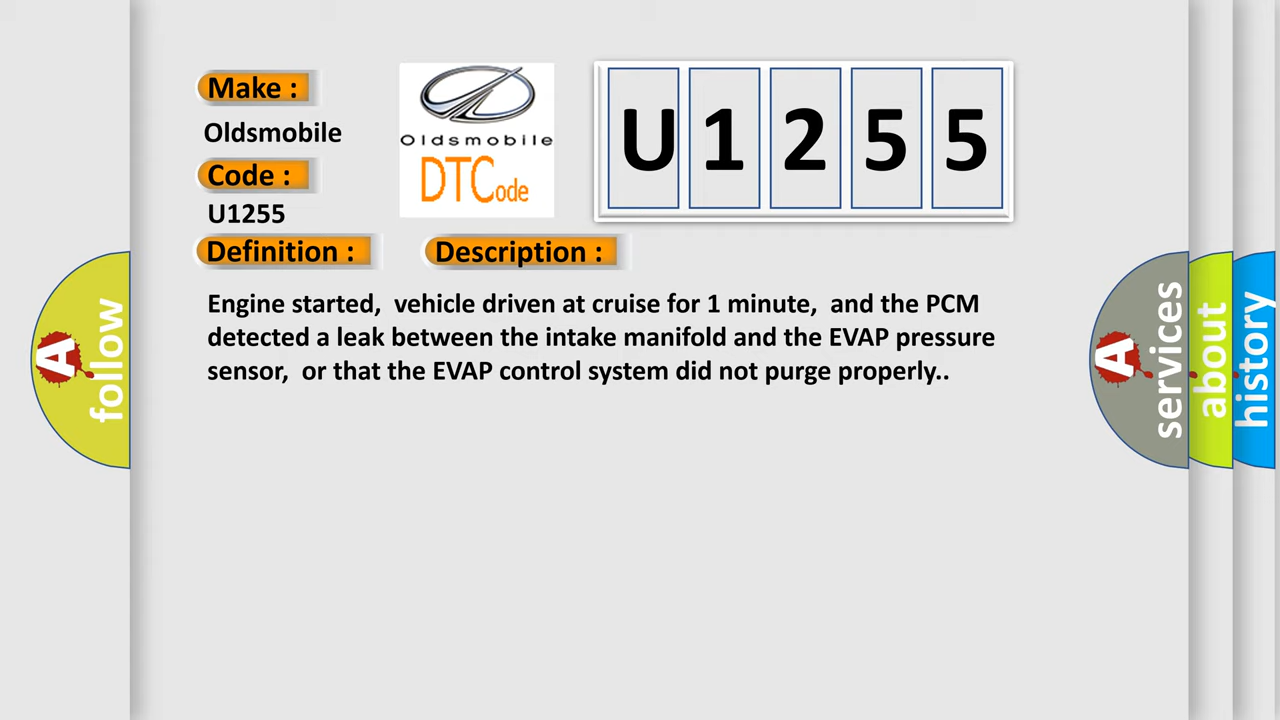 Make :
Oldsmobile
Code :
U1255
Oldsmobile
DTCode
U1255
Definition :
Description :
Engine started, vehicle driven at cruise for 1 minute, and the PCM
detected a leak between the intake manifold and the EVAP pressure
sensor, or that the EVAP control system did not purge properly..
A follow
A services
about
history